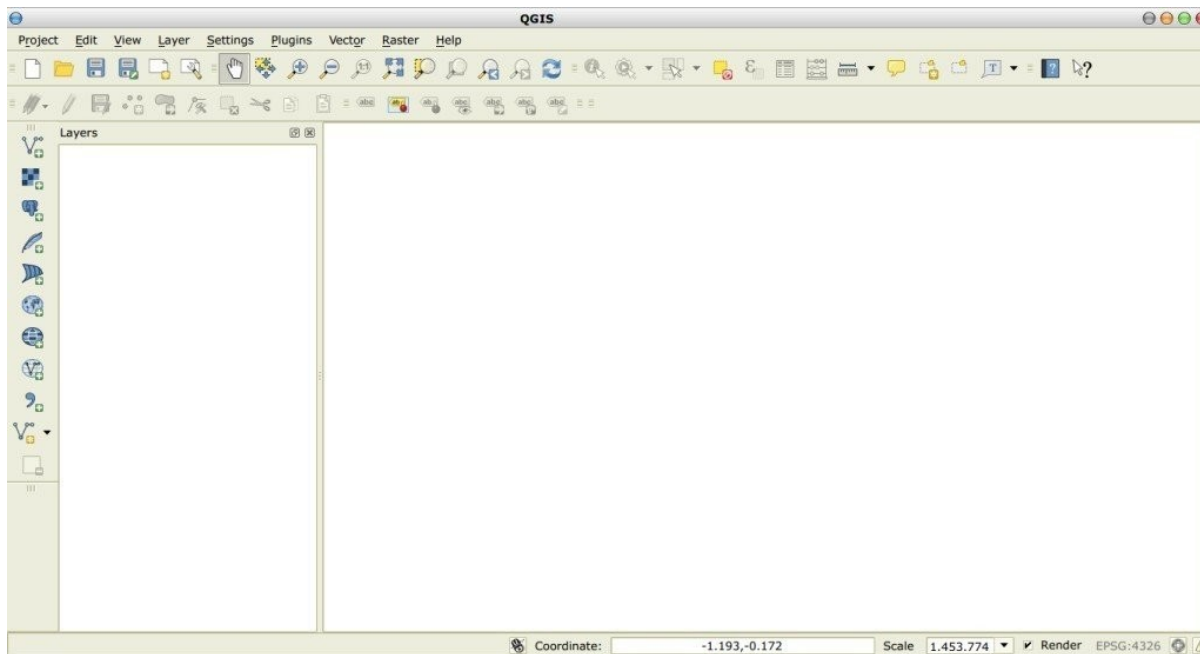 QGIS
Project Edit View Layer Settings Plugins Vector Raster Help
Layers
Coordinate: -1.193,-0.172 Scale 1.453.774 Render EPSG:4326